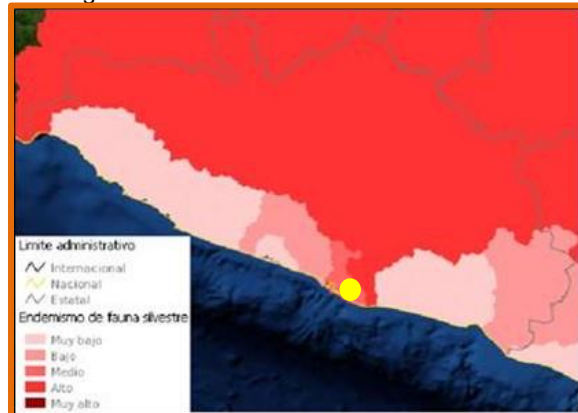 Limite administrativo
Internacional
Nacional
Estatal
Endemismo de fauna silvestre
Muy bajo
Bajo
Medio
Alto
Muy alto